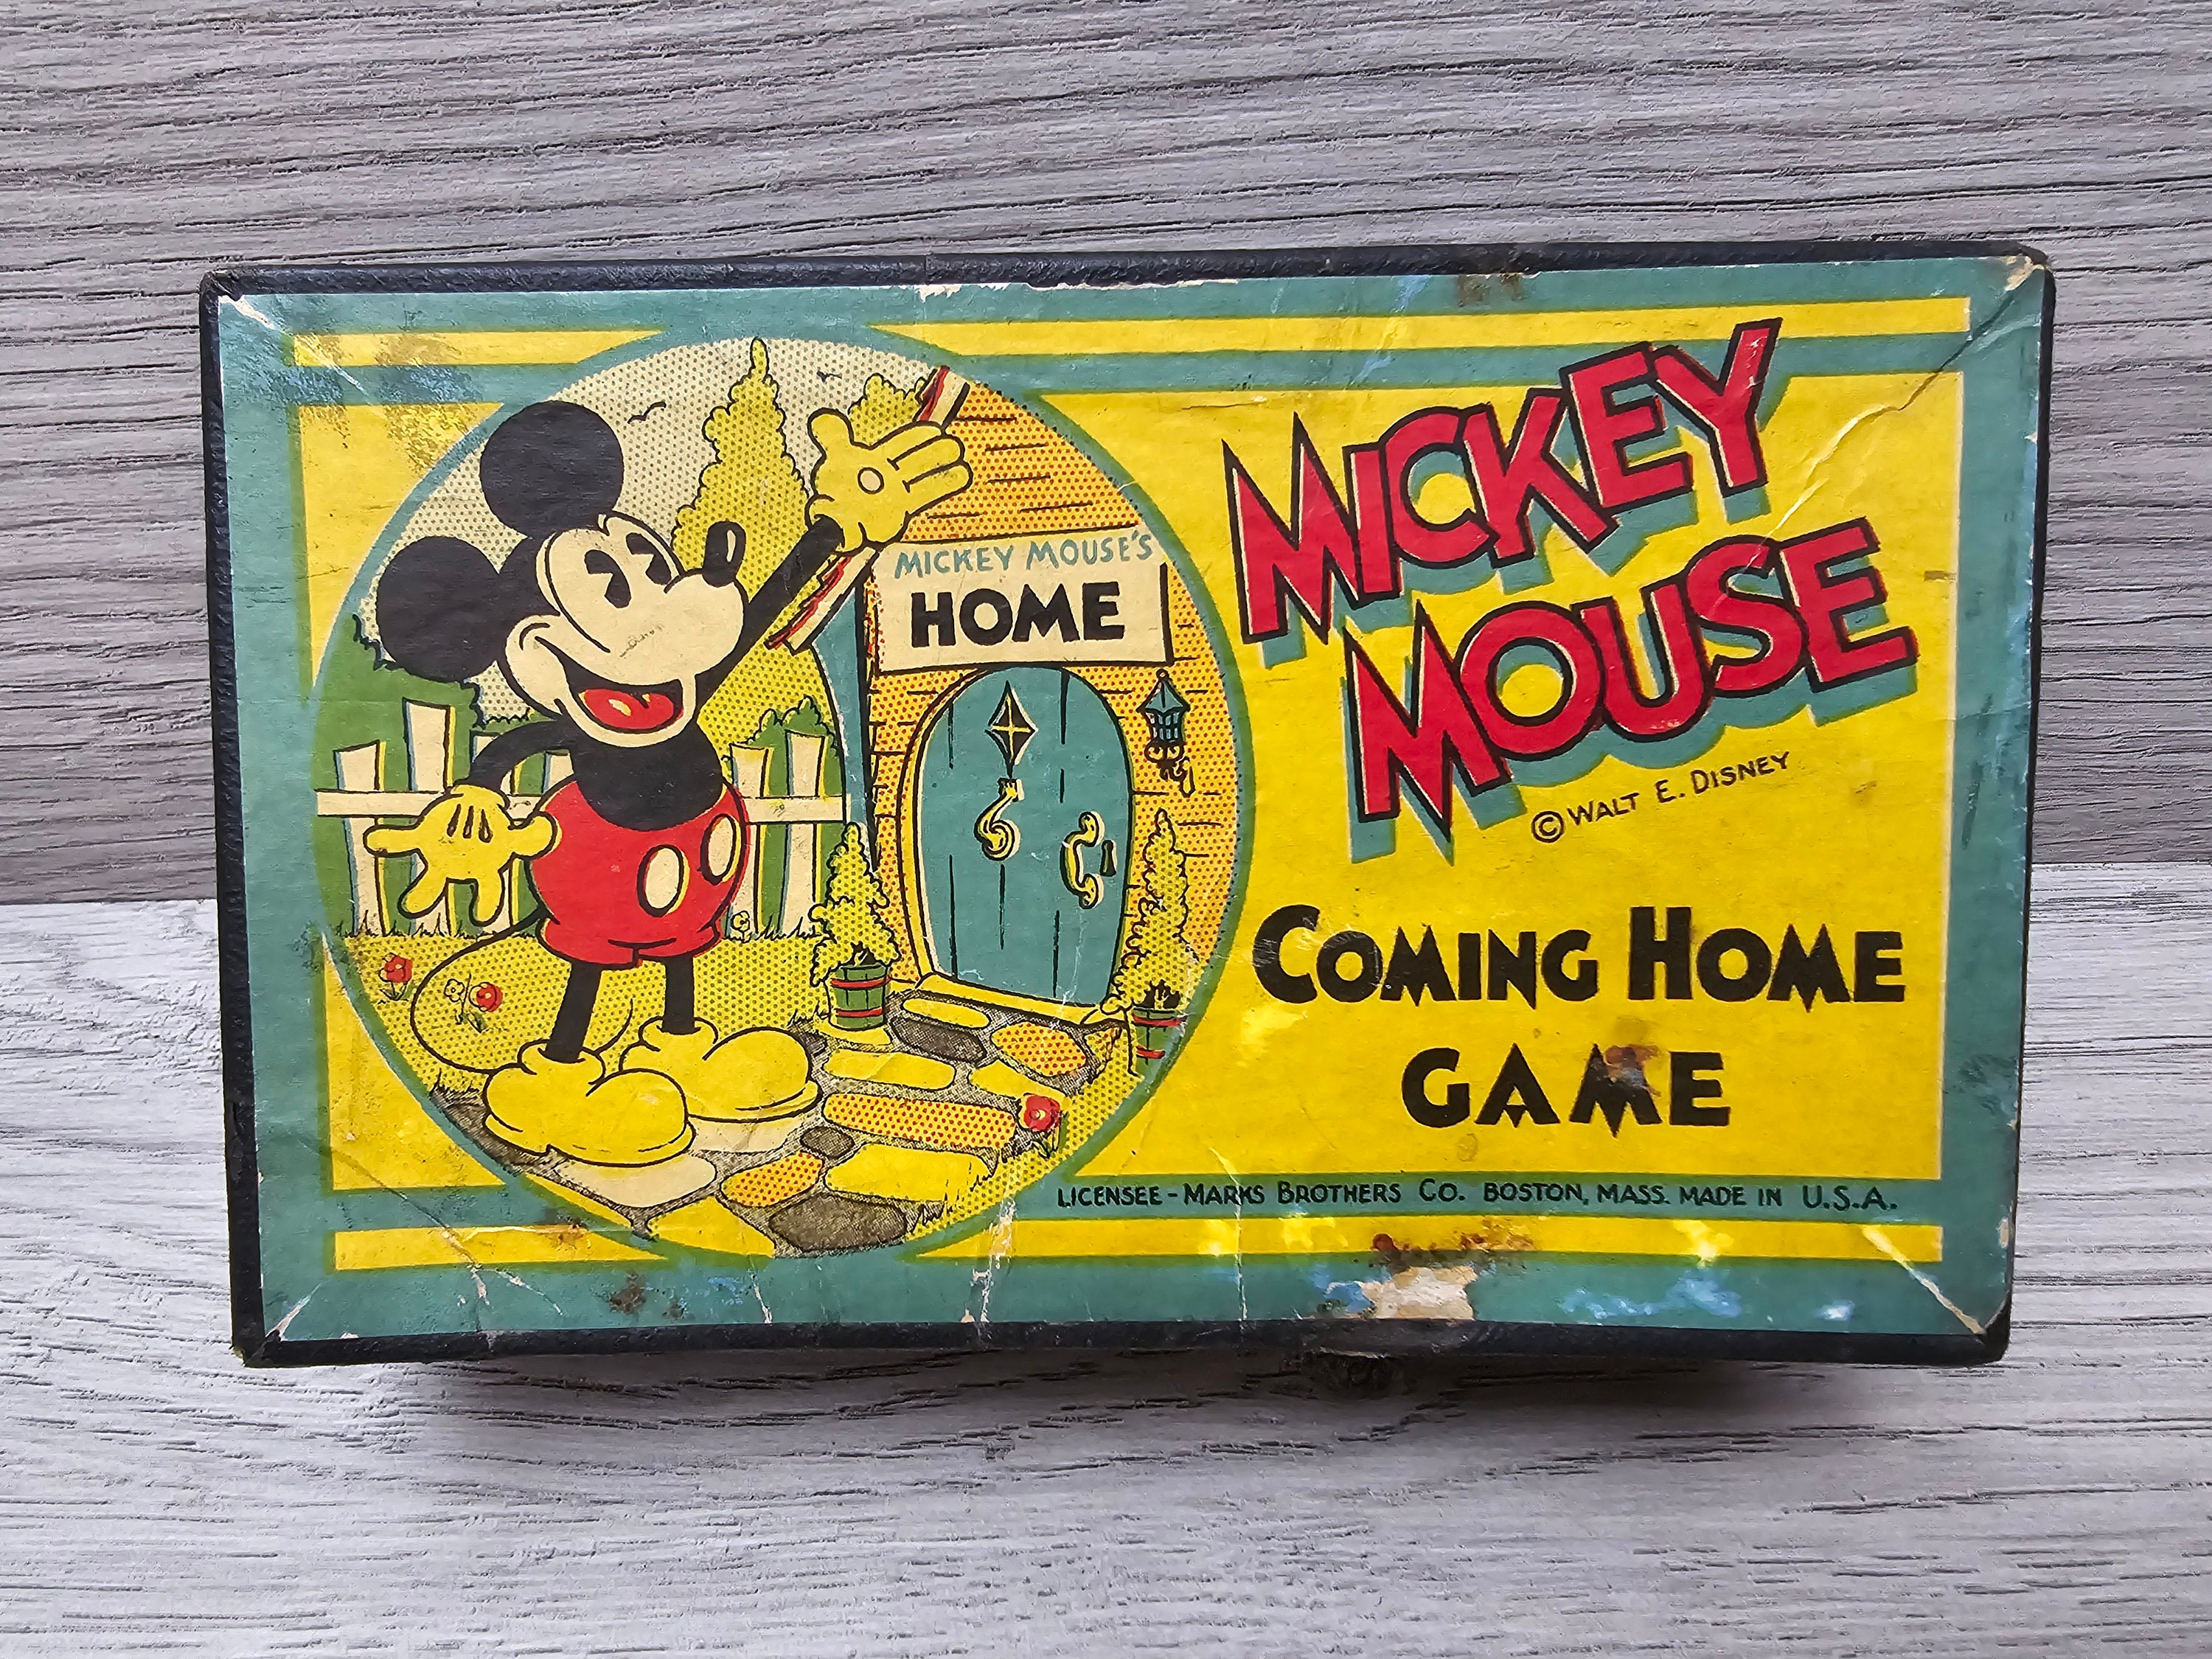 MICKEY MOUSE'S
HOME
MICKEY
MOUSE
© WALT E. DISNEY
COMING HOME
GAME
LICENSEE - MARKS BROTHERS CO. BOSTON, MASS. MADE IN U.S.A.